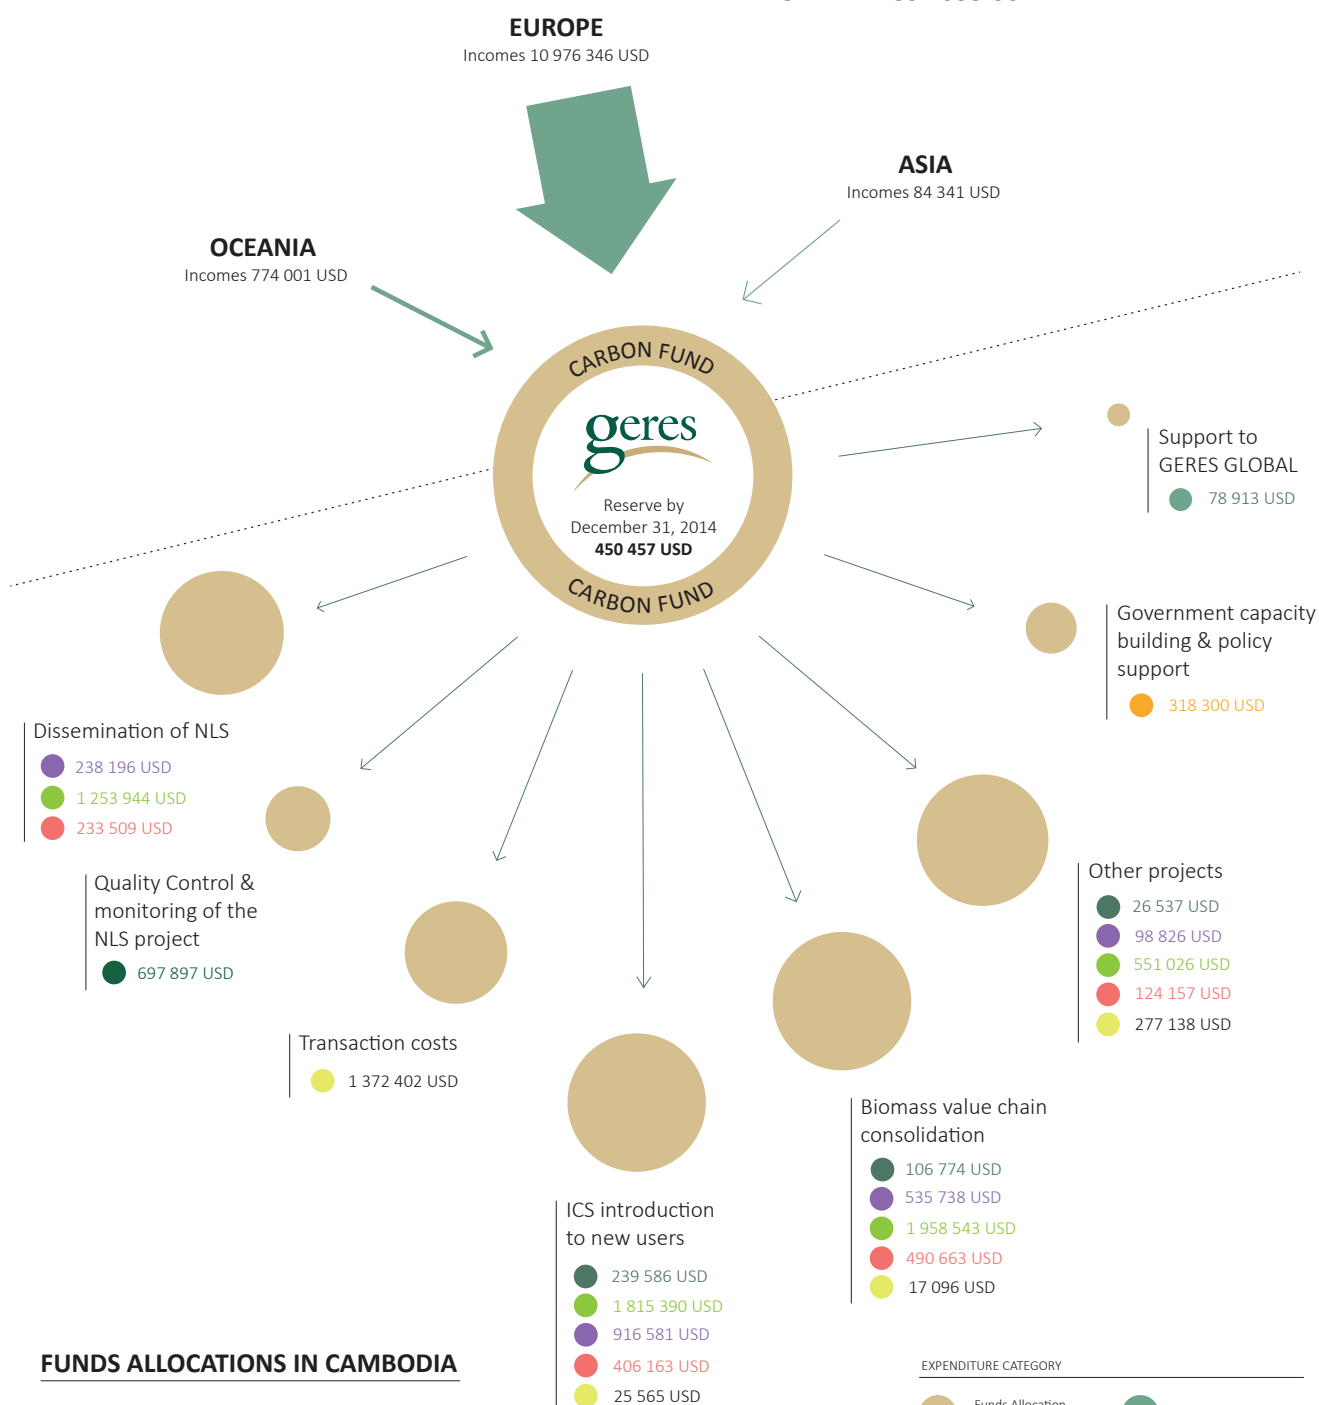 EUROPE
Incomes 10 976 346 USD
ASIA
Incomes 84 341 USD
OCEANIA
Incomes 774 001 USD
CARBON FUND
geres
Reserve by
December 31, 2014
450 457 USD
CARBON FUND
Support to
GERES GLOBAL
78 913 USD
Government capacity
building & policy
support
318 300 USD
Dissemination of NLS
238 196 USD
1 253 944 USD
233 509 USD
Quality Control &
monitoring of the
NLS project
697 897 USD
Other projects
26 537 USD
98 826 USD
551 026 USD
124 157 USD
277 138 USD
Transaction costs
1 372 402 USD
Biomass value chain
consolidation
106 774 USD
535 738 USD
1 958 543 USD
490 663 USD
17 096 USD
ICS introduction
to new users
239 586 USD
1 815 390 USD
916 581 USD
406 163 USD
25 565 USD
FUNDS ALLOCATIONS IN CAMBODIA
EXPENDITURE CATEGORY
Funds Allocation